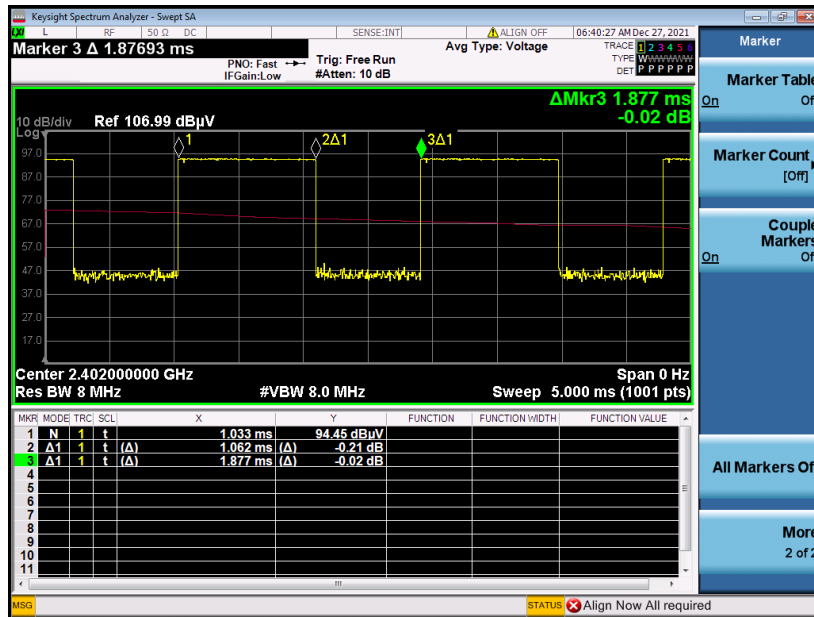 Keysight Spectrum Analyzer - Swept SA
LXI L RF 50 Ω DC SENSE:INT ALIGN OFF 06:40:27 AM Dec 27, 2021
Marker 3 Δ 1.87693 ms
PNO: Fast
IFGain:Low
Trig: Free Run
#Atten: 10 dB
Avg Type: Voltage
TRACE 1 2 3 4 5 6
TYPE W
DET P P P P P P
ΔMkr3 1.877 ms
-0.02 dB
10 dB/div Ref 106.99 dBµV
Log
1
2Δ1
3Δ1
97.0
87.0
77.0
67.0
57.0
47.0
37.0
27.0
17.0
Center 2.402000000 GHz Span 0 Hz
Res BW 8 MHz #VBW 8.0 MHz Sweep 5.000 ms (1001 pts)
MKR MODE TRC SCL X Y FUNCTION FUNCTION WIDTH FUNCTION VALUE
1 N 1 t 1.033 ms 94.45 dBµV
2 Δ1 1 t (Δ) 1.062 ms (Δ) -0.21 dB
3 Δ1 1 t (Δ) 1.877 ms (Δ) -0.02 dB
4
5
6
7
8
9
10
11
MSG STATUS Align Now All required
Marker
Marker Table
On Of
Marker Count
[Off]
Couple
Markers
On Of
All Markers Of
More
2 of 2